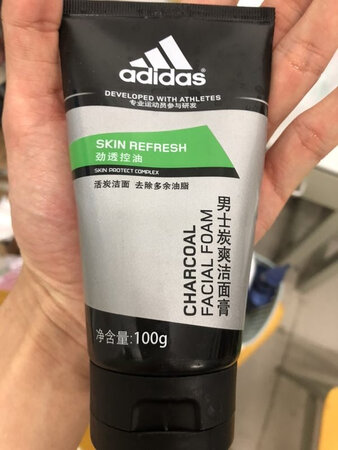 adidas
DEVELOPED WITH ATHLETES
专业运动员参与研发
SKIN REFRESH
劲透控油
SKIN PROTECT COMPLEX
活炭洁面 去除多余油脂
CHARCOAL
FACIAL FOAM
男士炭爽洁面膏
净含量:100g